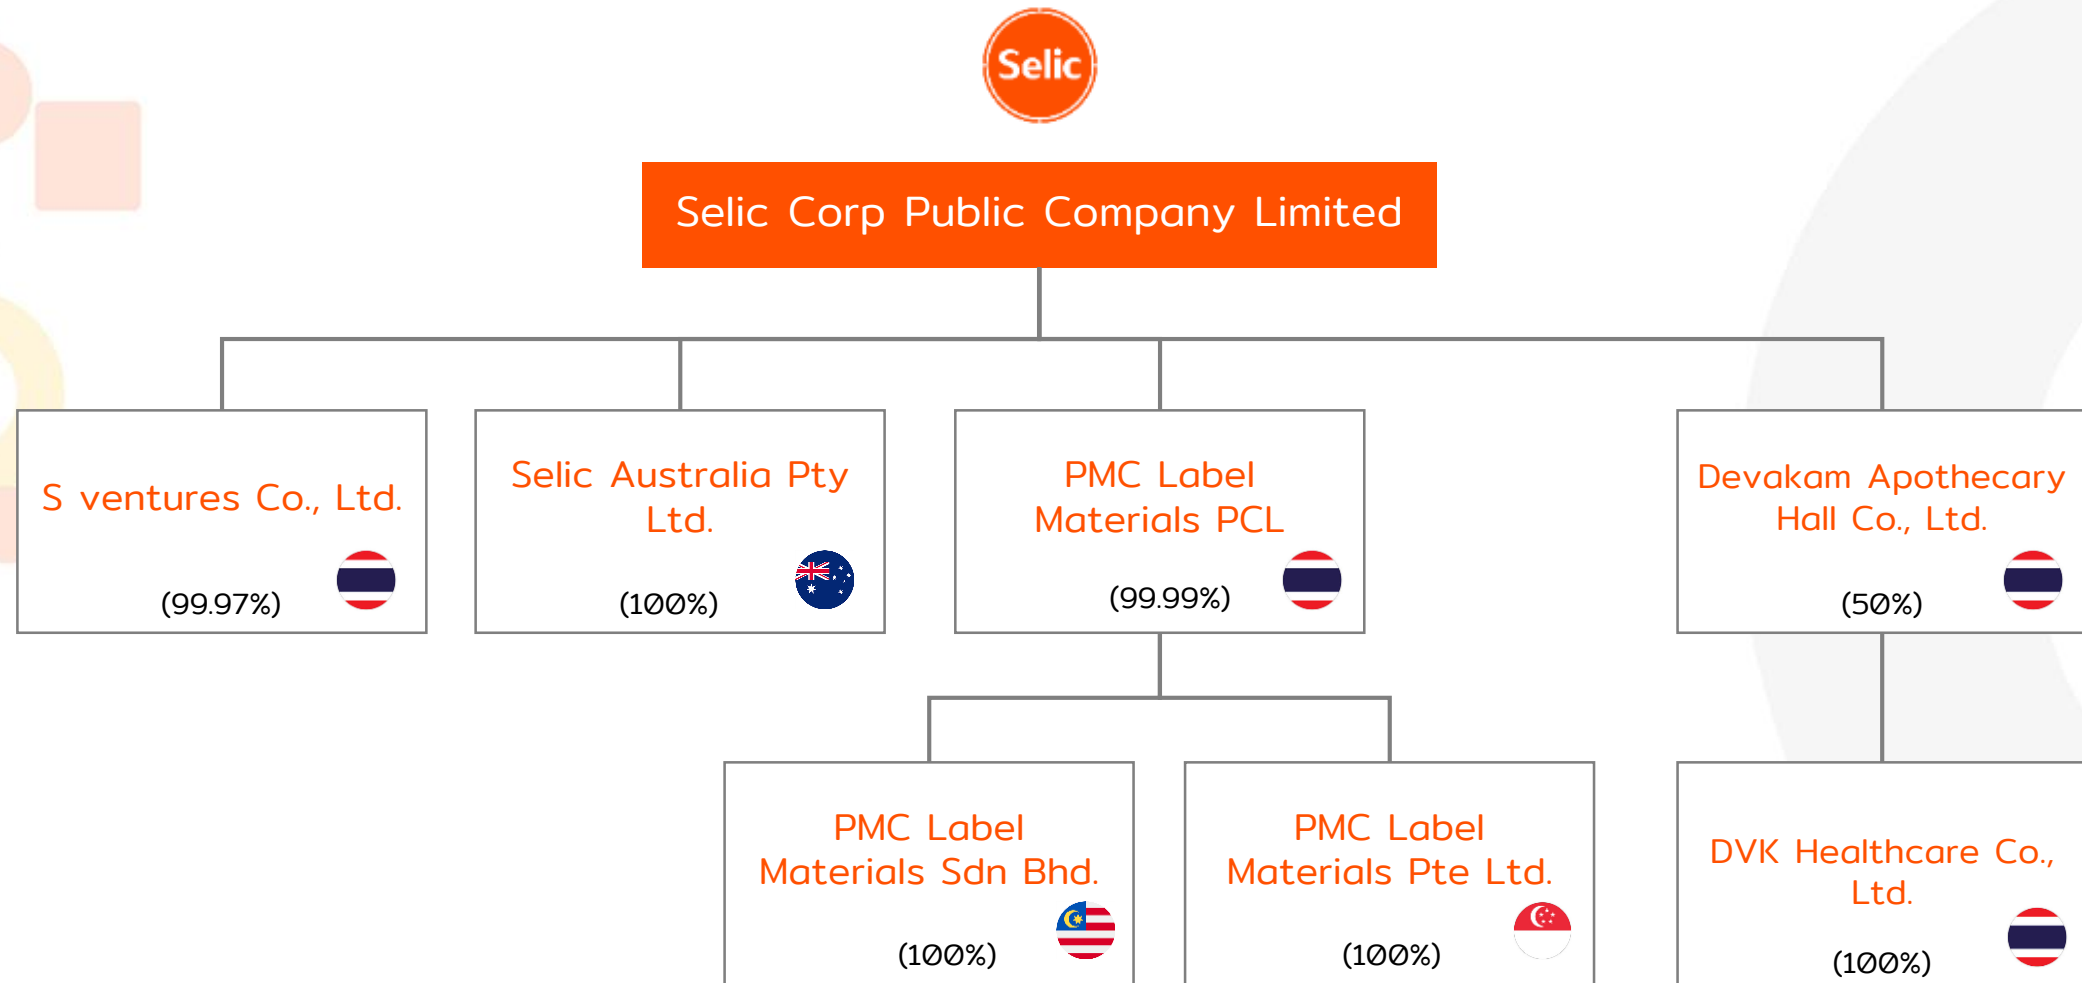 Selic
Selic Corp Public Company Limited
S ventures Co., Ltd.
(99.97%)
Selic Australia Pty
Ltd.
(100%)
PMC Label
Materials PCL
(99.99%)
Devakam Apothecary
Hall Co., Ltd.
(50%)
PMC Label
Materials Sdn Bhd.
(100%)
PMC Label
Materials Pte Ltd.
(100%)
DVK Healthcare Co.,
Ltd.
(100%)